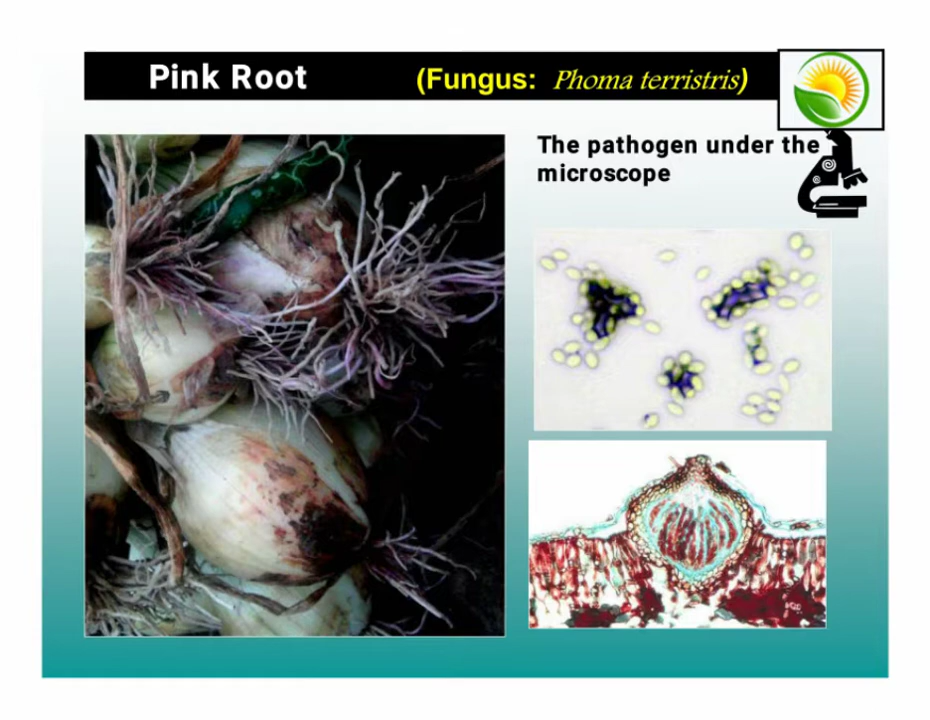 Pink Root (Fungus: Phoma terristris)
The pathogen under the
microscope